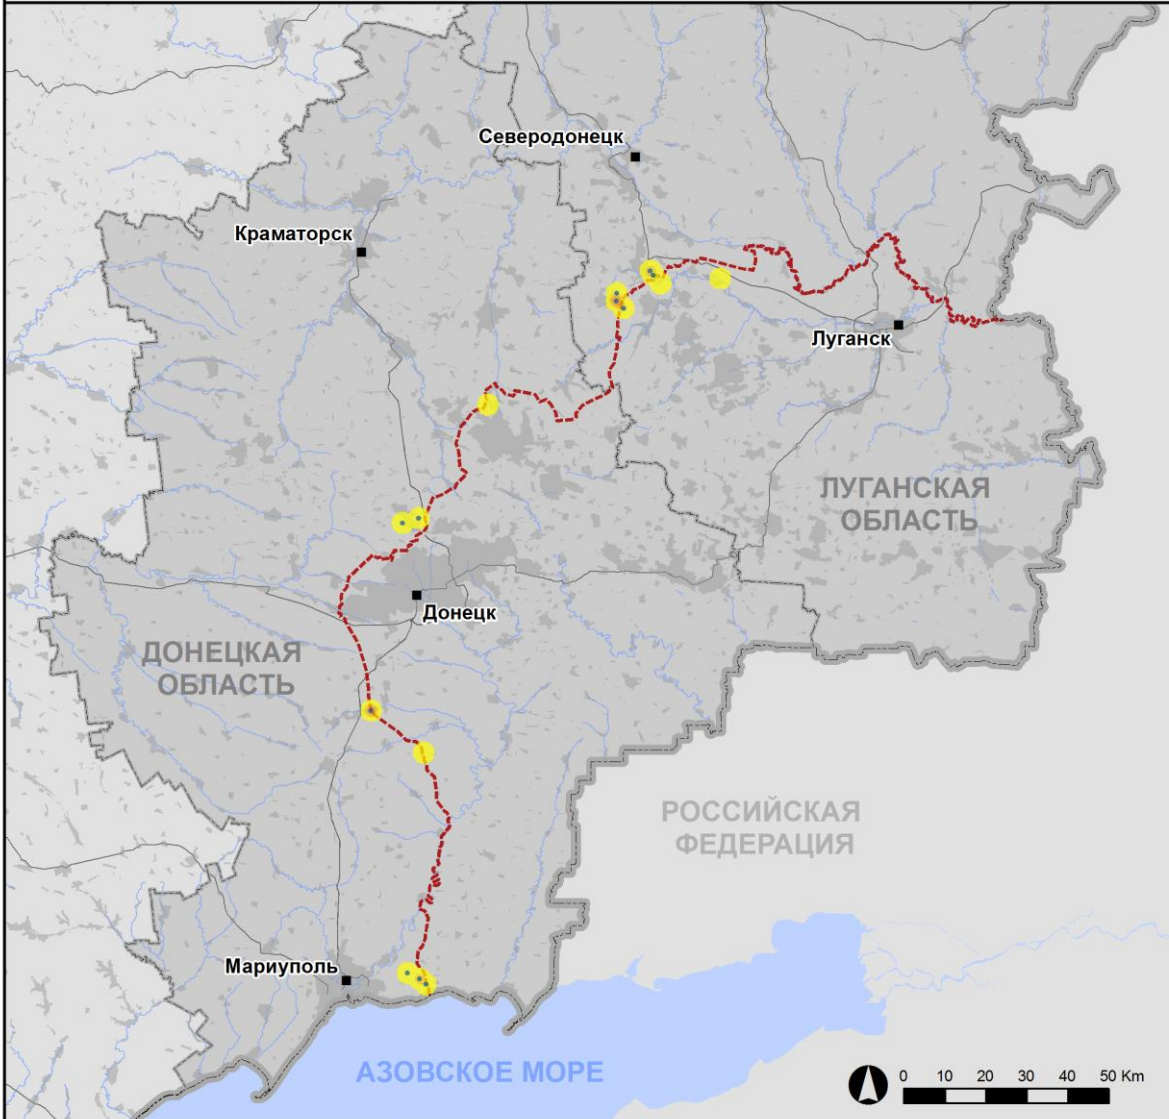 Северодонецк
Краматорск
Луганск
ЛУГАНСКАЯ
ОБЛАСТЬ
Донецк
ДОНЕЦКАЯ
ОБЛАСТЬ
РОССИЙСКАЯ
ФЕДЕРАЦИЯ
Мариуполь
АЗОВСКОЕ МОРЕ
0 10 20 30 40 50 Km